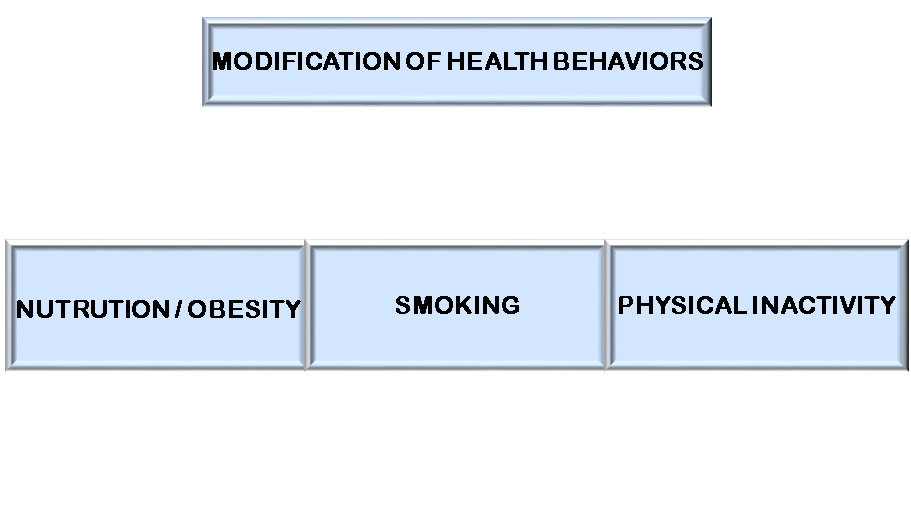 MODIFICATION OF HEALTH BEHAVIORS
NUTRUTION / OBESITY
SMOKING
PHYSICAL INACTIVITY